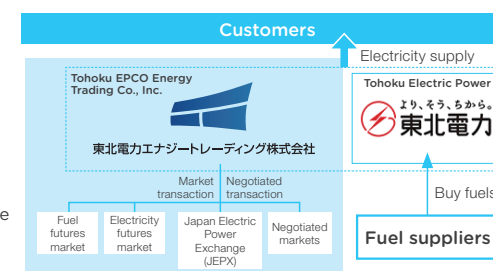 Customers
Electricity supply
Tohoku EPCO Energy
Trading Co., Inc.
東北電力エナジートレーディング株式会社
Tohoku Electric Power
より、そう、ちから。
東北電力
Market
transaction
Negotiated
transaction
Fuel
futures
market
Electricity
futures
market
Japan Electric
Power
Exchange
(JEPX)
Negotiated
markets
Buy fuels
Fuel suppliers
e